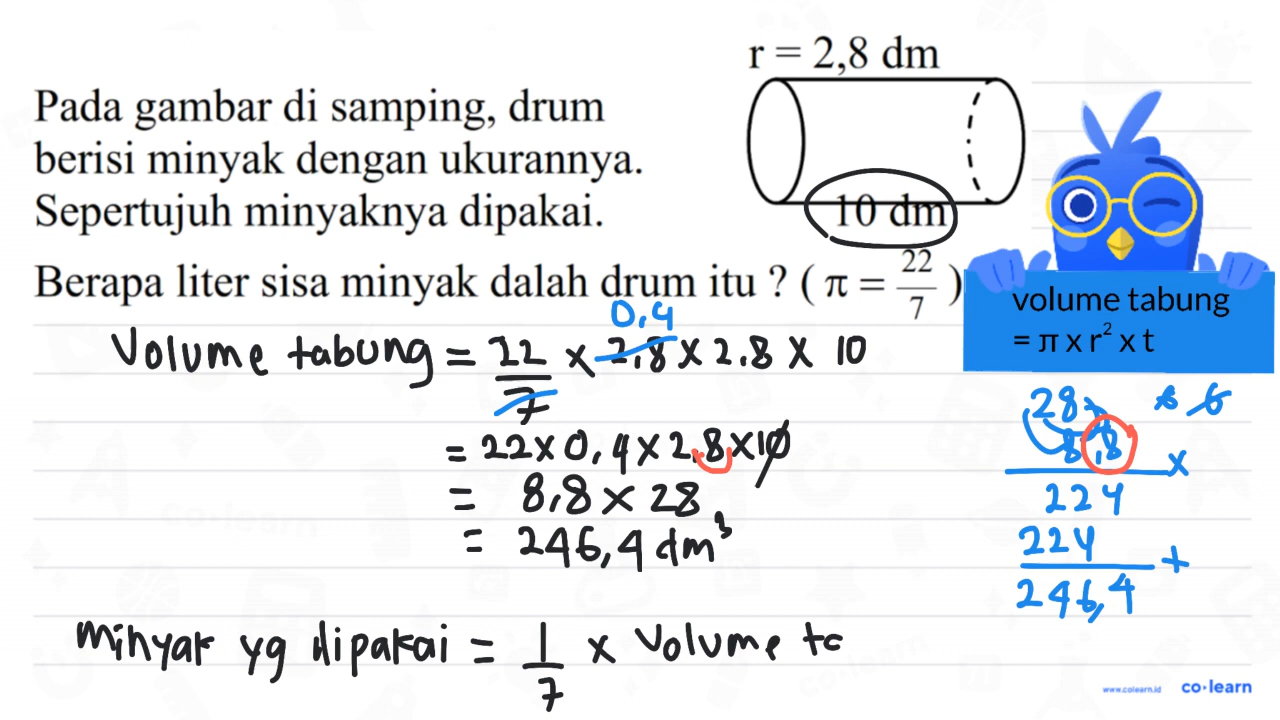 r = 2,8 dm
Pada gambar di samping, drum
berisi minyak dengan ukurannya.
Sepertujuh minyaknya dipakai.
10 dm
Berapa liter sisa minyak dalah drum itu ? ( π = 22/7 )
volume tabung
= π x r² x t
0,4
Volume tabung = 22/7 x 2,8 x 2.8 x 10
= 22 x 0,4 x 2.8 x 10
= 8,8 x 28
= 246,4 dm³
28
8,8 x
224
224 +
246,4
Minyak yg dipakai = 1/7 x Volume ta
www.colearn.id co·learn